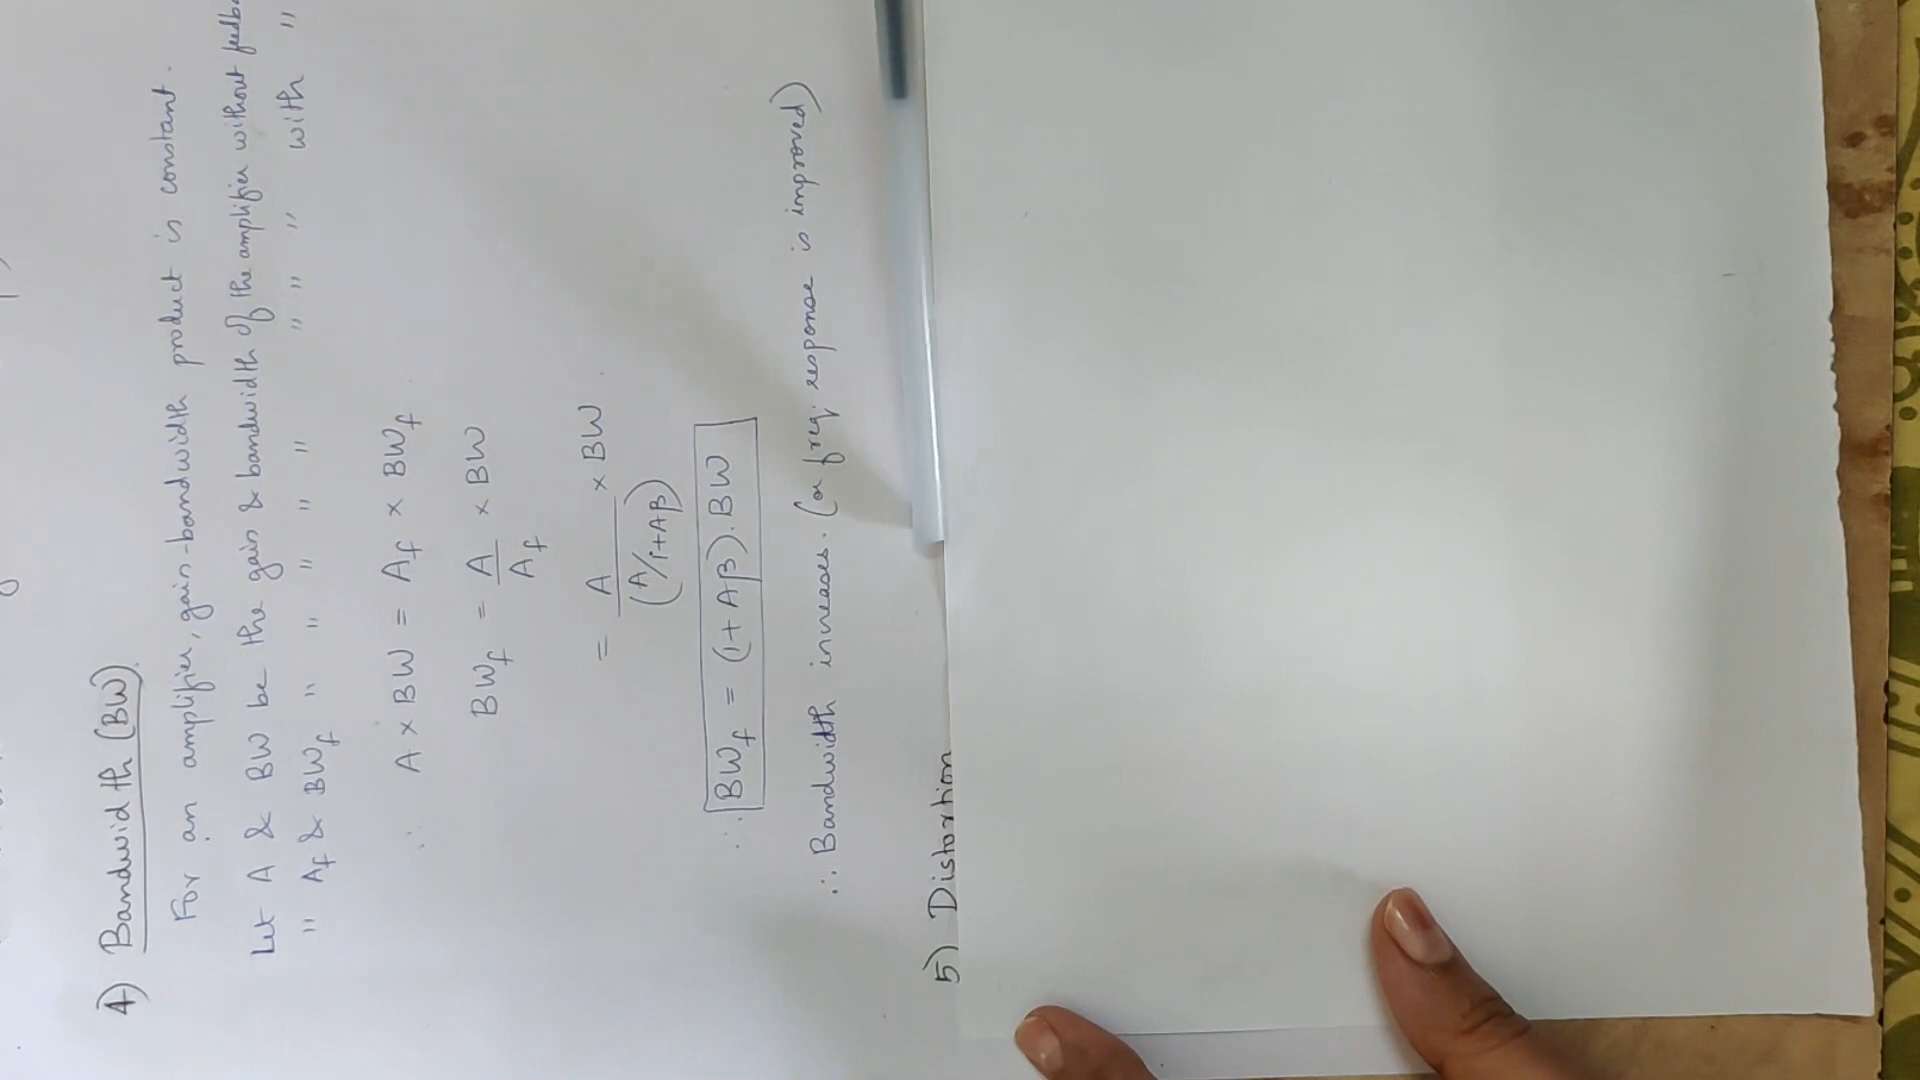 4) Bandwidth (BW)
For an amplifier, gain-bandwidth product is constant.
Let A & BW be the gain & bandwidth of the amplifier without feedba
" Af & BWf " " " " " " " " with "
∴ A × BW = Af × BWf
BWf = A/Af × BW
= A/(A/1+Aβ) × BW
∴ BWf = (1 + Aβ). BW
∴ Bandwidth increases. (or freq; response is improved)
5) Distortion